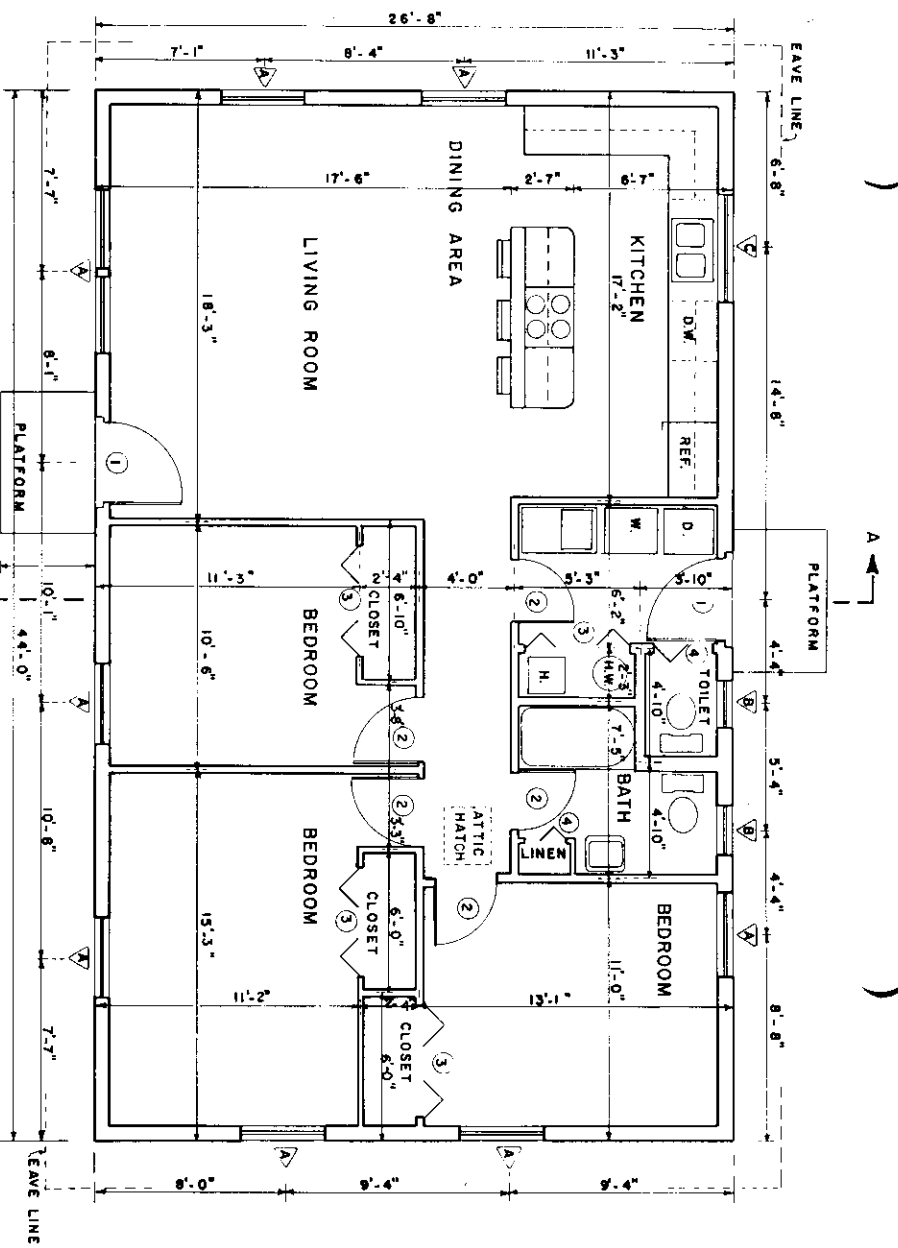 A
PLATFORM
EAVE LINE
6'-8" 14'-8" 4'-4" 5'-4" 4'-4" 8'-8"
C B B A
11'-3"
8'-4"
7'-1"
26'-8"
A
A
D.W. REF. D. 1 4 TOILET
3'-10"
4'-10" 4'-10"
KITCHEN
17'-2"
6'-7"
2'-7"
W. 6'-2" 5'-3"
3 H.W. 2'-3"
2 H.
7'-5"
BATH
4
LINEN
2
BEDROOM
11'-0"
13'-1"
DINING AREA
17'-6"
4'-0"
ATTIC
HATCH
2
LIVING ROOM
18'-3"
2'-4" 6'-10"
CLOSET
3
3'-8"
2
2
3'-3"
6'-0"
CLOSET
3
2'-4"
CLOSET
6'-0"
3
BEDROOM
10'-6"
11'-3"
BEDROOM
15'-3"
11'-2"
9'-4"
9'-4"
8'-0"
A
A
1
A A A
7'-7" 8'-1" 10'-1" 10'-8" 7'-7"
PLATFORM
44'-0"
EAVE LINE